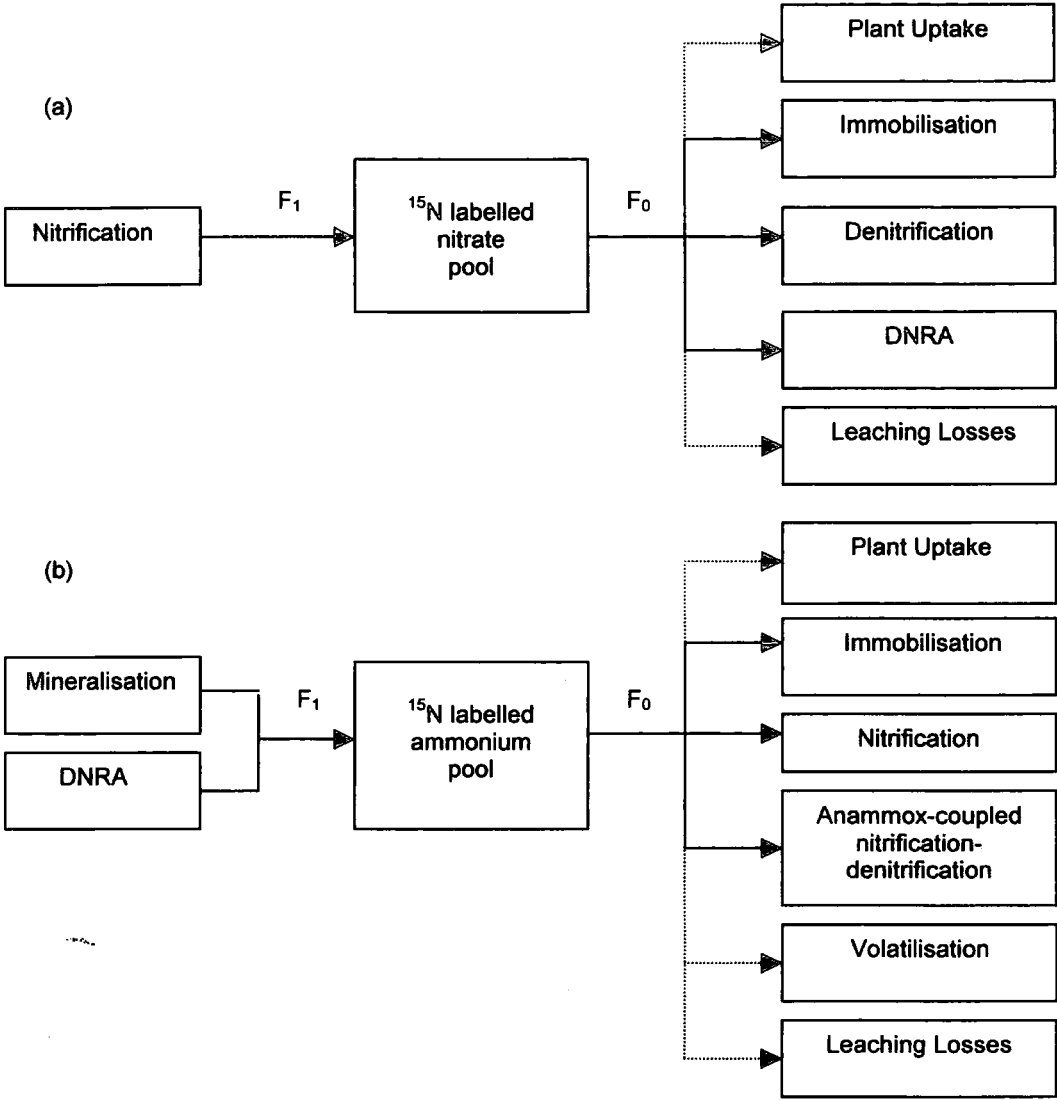 Plant Uptake
(a)
Immobilisation
F₁
¹⁵N labelled
nitrate
pool
F₀
Nitrification
Denitrification
DNRA
Leaching Losses
Plant Uptake
(b)
Immobilisation
Mineralisation
F₁
¹⁵N labelled
ammonium
pool
F₀
Nitrification
DNRA
Anammox-coupled
nitrification-
denitrification
Volatilisation
Leaching Losses